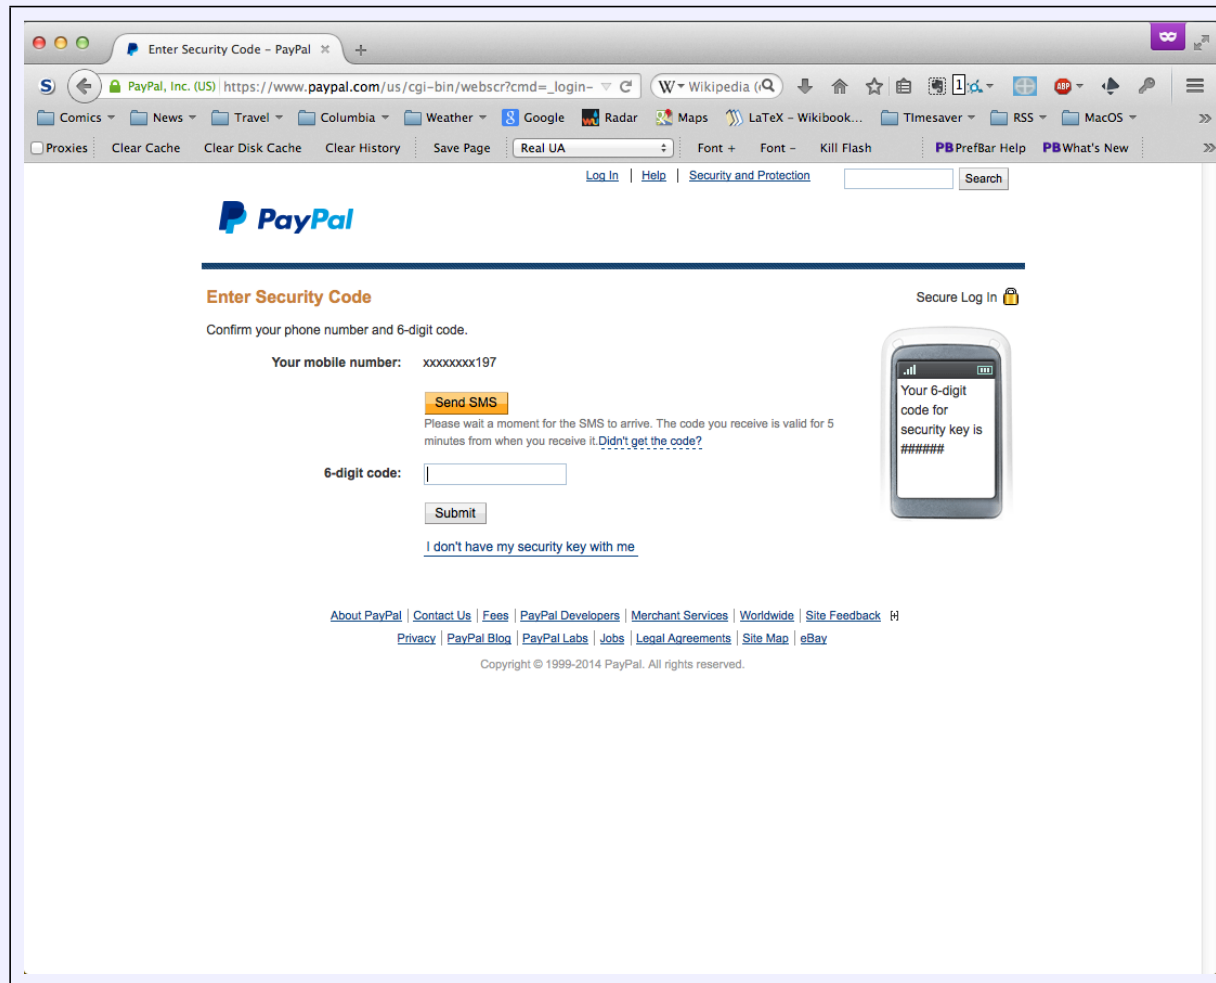 Enter Security Code - PayPal
S PayPal, Inc. (US) https://www.paypal.com/us/cgi-bin/webscr?cmd=_login- W Wikipedia ( 1 ABP
Comics News Travel Columbia Weather 8 Google Radar Maps LaTeX - Wikibook... TImesaver RSS MacOS »
Proxies Clear Cache Clear Disk Cache Clear History Save Page Real UA Font + Font - Kill Flash PB PrefBar Help PB What's New »
Log In | Help | Security and Protection Search
PayPal
Enter Security Code
Secure Log In
Confirm your phone number and 6-digit code.
Your mobile number: xxxxxxxx197
Send SMS
Please wait a moment for the SMS to arrive. The code you receive is valid for 5
minutes from when you receive it.Didn't get the code?
6-digit code:
Submit
I don't have my security key with me
Your 6-digit
code for
security key is
######
About PayPal | Contact Us | Fees | PayPal Developers | Merchant Services | Worldwide | Site Feedback [+]
Privacy | PayPal Blog | PayPal Labs | Jobs | Legal Agreements | Site Map | eBay
Copyright © 1999-2014 PayPal. All rights reserved.